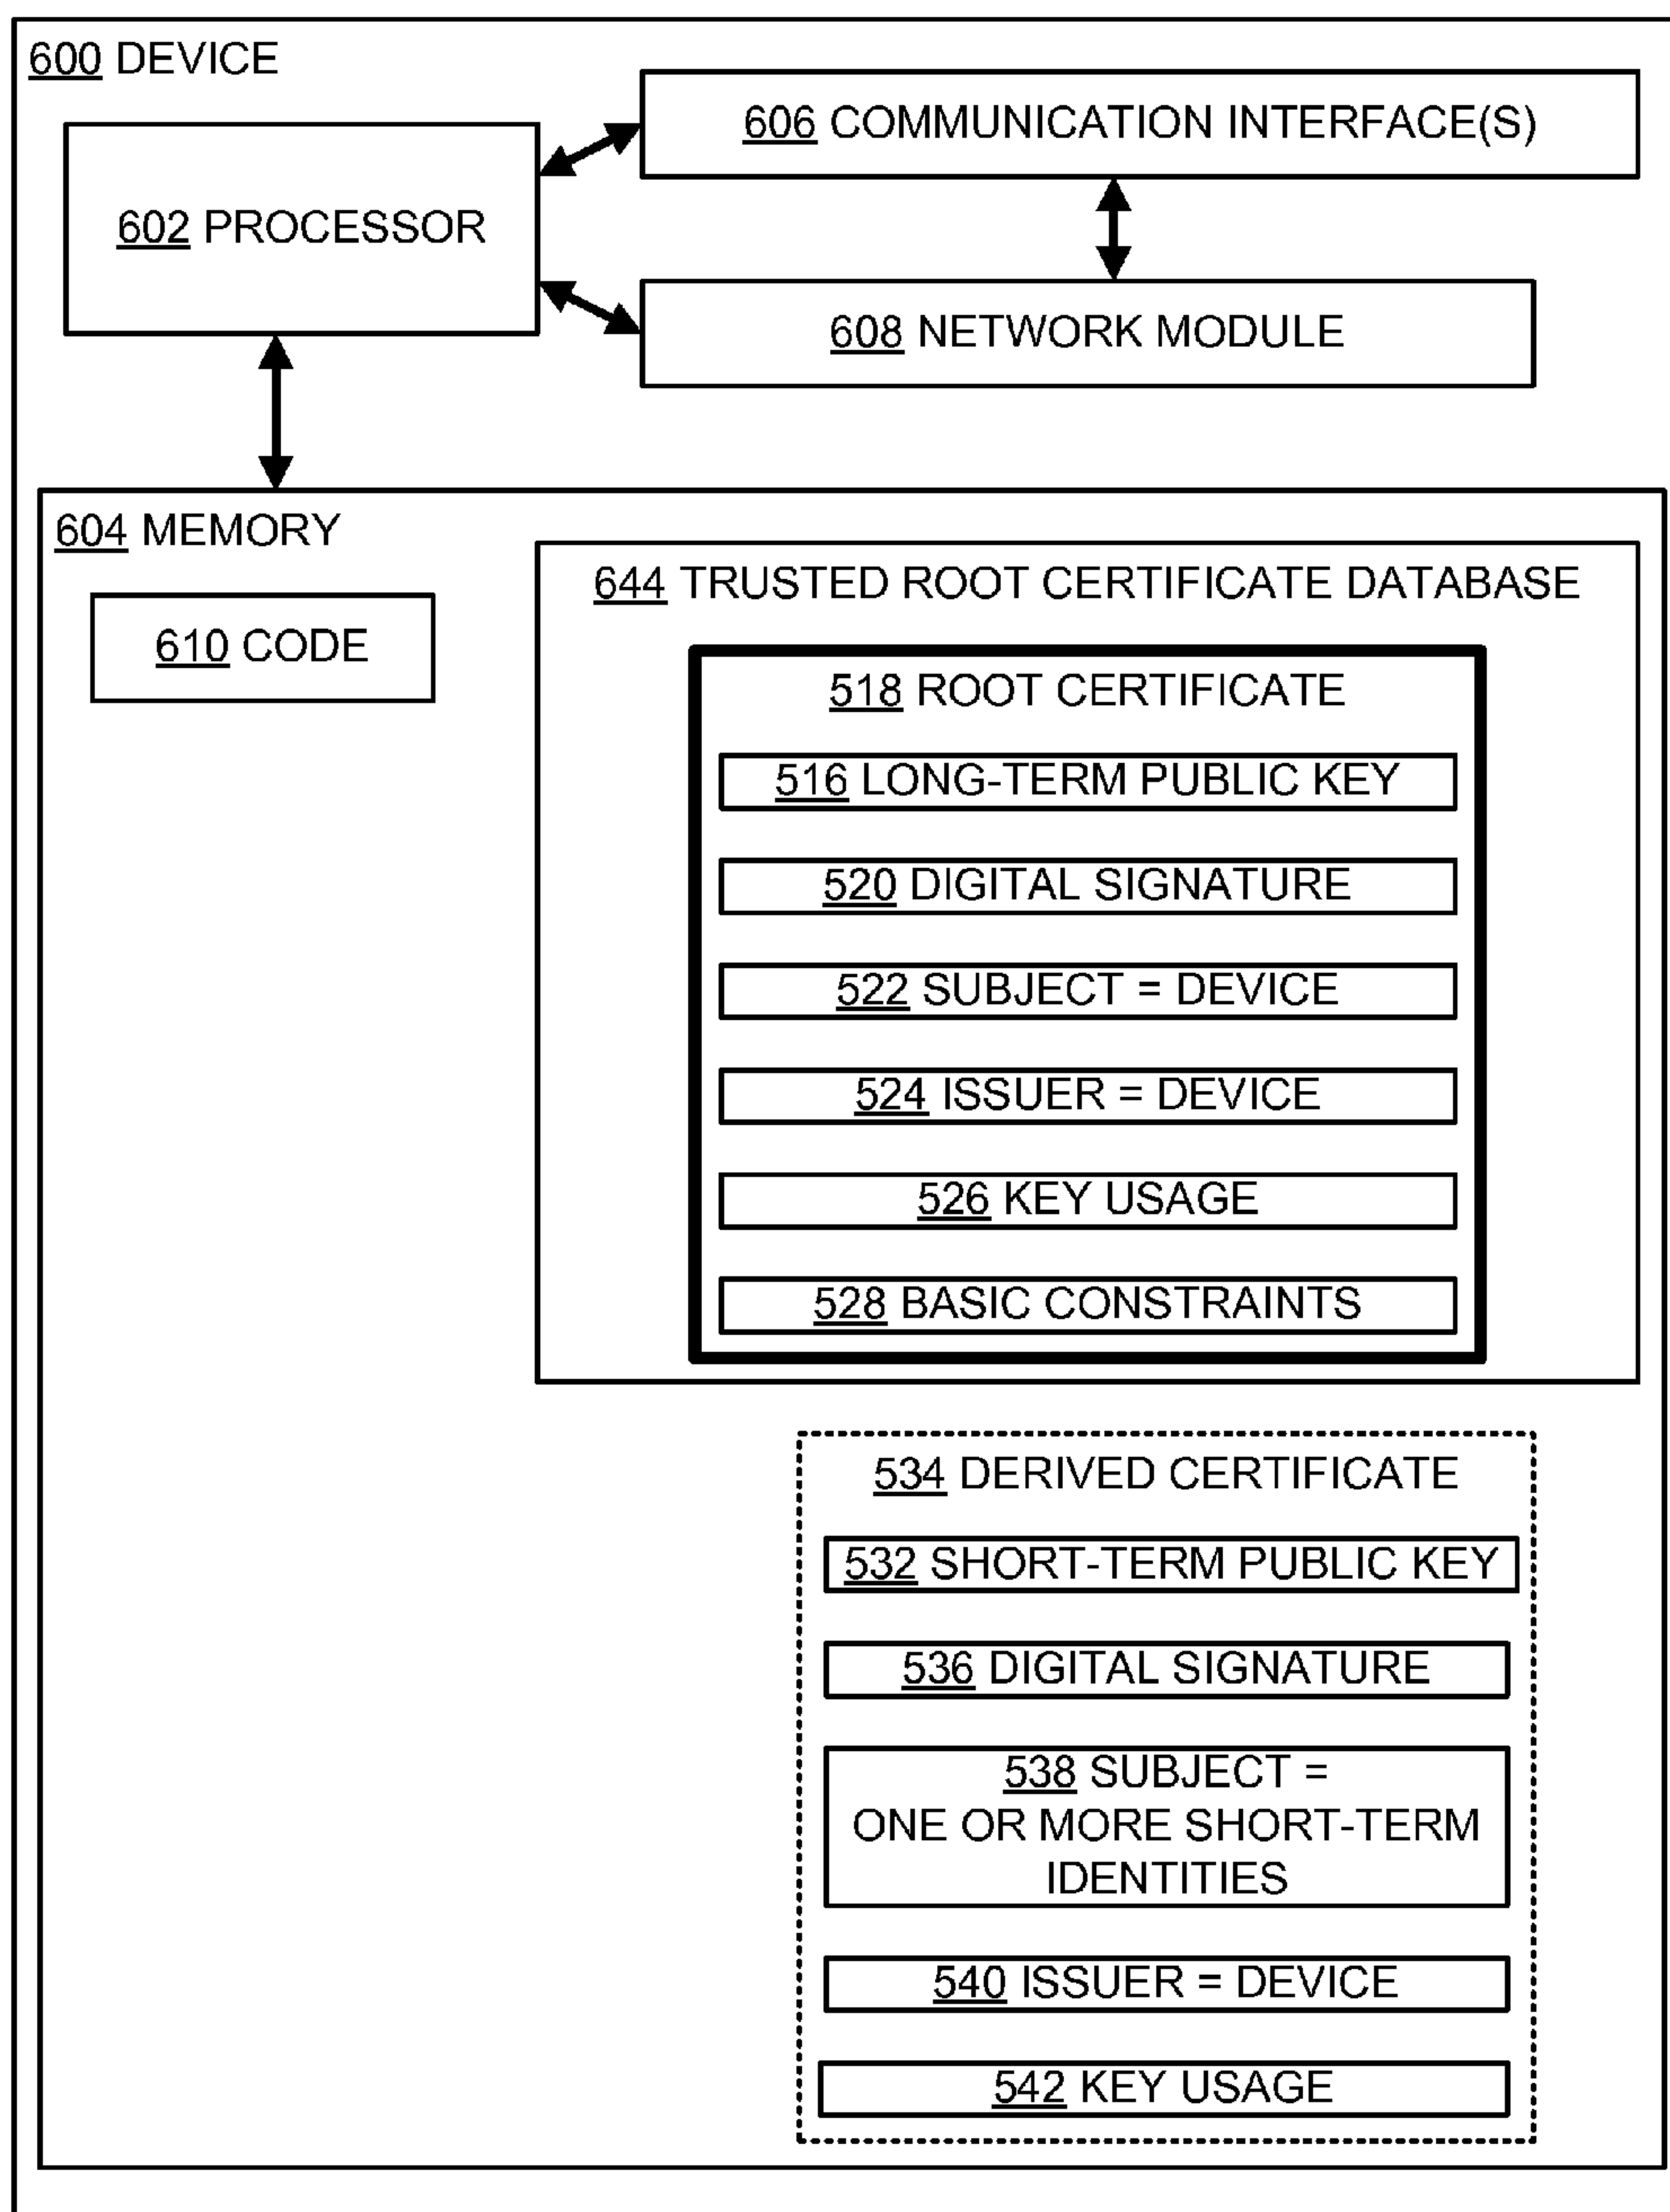 600 DEVICE
606 COMMUNICATION INTERFACE(S)
602 PROCESSOR
608 NETWORK MODULE
604 MEMORY
644 TRUSTED ROOT CERTIFICATE DATABASE
610 CODE
518 ROOT CERTIFICATE
516 LONG-TERM PUBLIC KEY
520 DIGITAL SIGNATURE
522 SUBJECT = DEVICE
524 ISSUER = DEVICE
526 KEY USAGE
528 BASIC CONSTRAINTS
534 DERIVED CERTIFICATE
532 SHORT-TERM PUBLIC KEY
536 DIGITAL SIGNATURE
538 SUBJECT =
ONE OR MORE SHORT-TERM
IDENTITIES
540 ISSUER = DEVICE
542 KEY USAGE